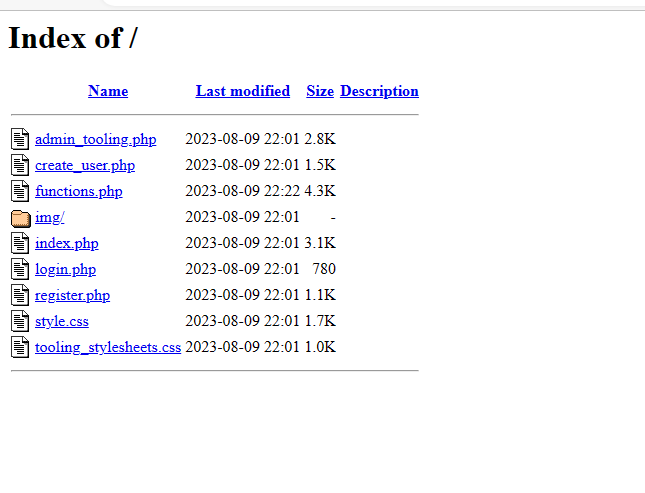 Index of /
Name Last modified Size Description
admin_tooling.php 2023-08-09 22:01 2.8K
create_user.php 2023-08-09 22:01 1.5K
functions.php 2023-08-09 22:22 4.3K
img/ 2023-08-09 22:01 -
index.php 2023-08-09 22:01 3.1K
login.php 2023-08-09 22:01 780
register.php 2023-08-09 22:01 1.1K
style.css 2023-08-09 22:01 1.7K
tooling_stylesheets.css 2023-08-09 22:01 1.0K